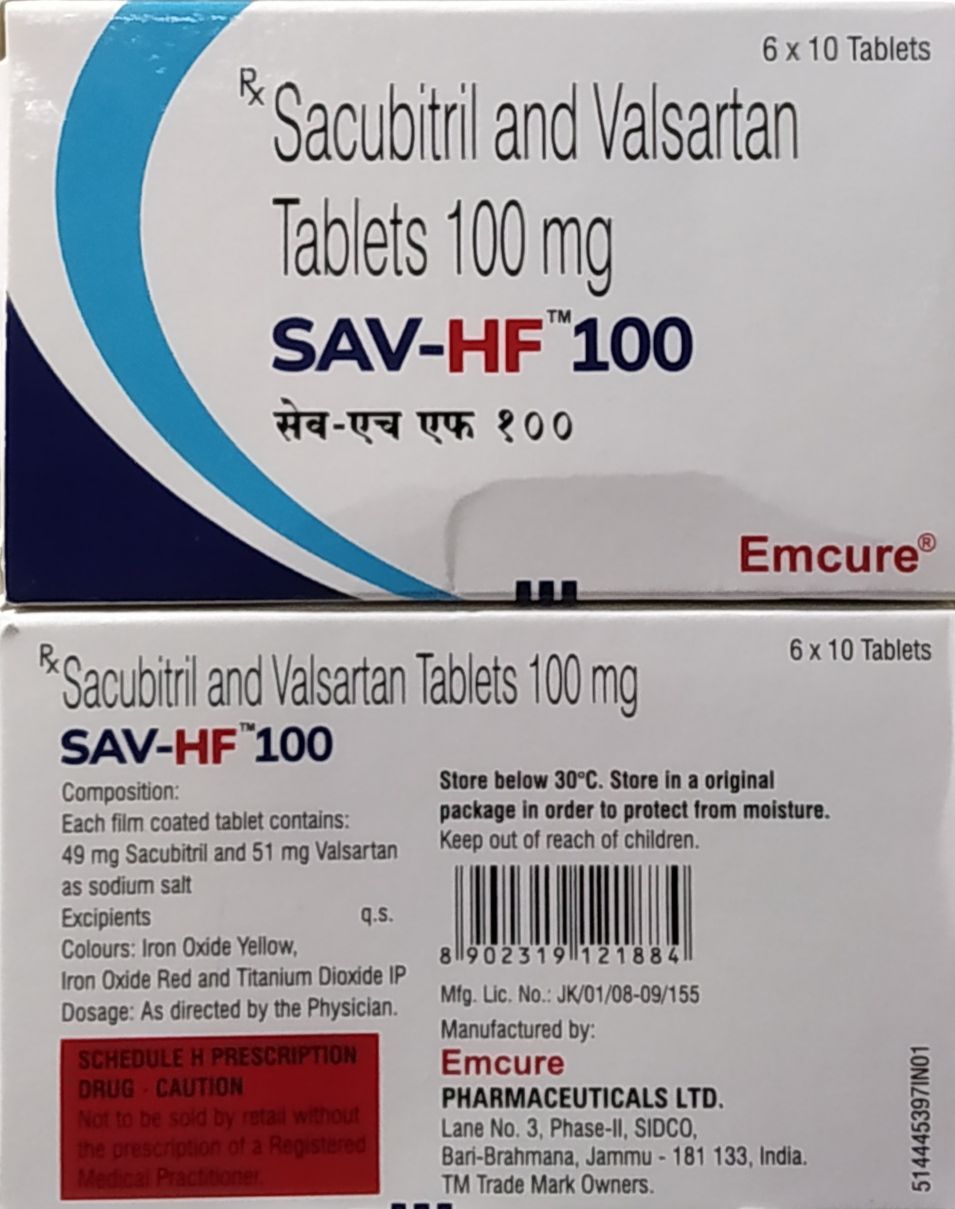 6 x 10 Tablets
Rx Sacubitril and Valsartan
Tablets 100 mg
SAV-HF™100
सेव-एच एफ १००
Emcure®
Rx Sacubitril and Valsartan Tablets 100 mg
6 x 10 Tablets
SAV-HF™100
Composition:
Each film coated tablet contains:
49 mg Sacubitril and 51 mg Valsartan
as sodium salt
Excipients q.s.
Colours: Iron Oxide Yellow,
Iron Oxide Red and Titanium Dioxide IP
Dosage: As directed by the Physician.
SCHEDULE H PRESCRIPTION
DRUG - CAUTION
Not to be sold by retail without
the prescription of a Registered
Medical Practitioner.
Store below 30°C. Store in a original
package in order to protect from moisture.
Keep out of reach of children.
8 902319 121884
Mfg. Lic. No.: JK/01/08-09/155
Manufactured by:
Emcure
PHARMACEUTICALS LTD.
Lane No. 3, Phase-II, SIDCO,
Bari-Brahmana, Jammu - 181 133, India.
TM Trade Mark Owners.
514445397IN01